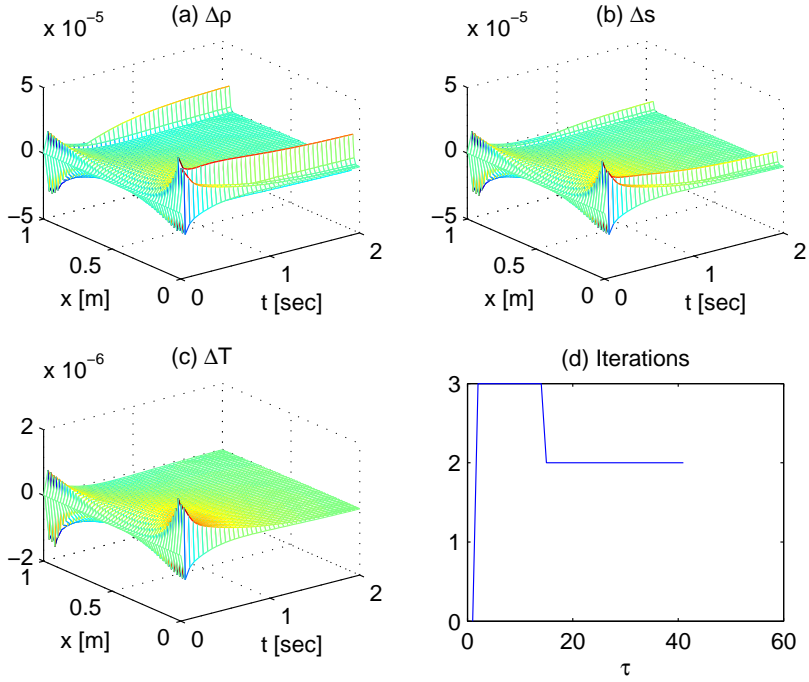 (a) Δρ
x 10⁻⁵
5
0
−5
1
0.5
0
x [m]
0
1
2
t [sec]
(b) Δs
x 10⁻⁵
5
0
−5
1
0.5
0
x [m]
0
1
2
t [sec]
(c) ΔT
x 10⁻⁶
2
0
−2
1
0.5
0
x [m]
0
1
2
t [sec]
(d) Iterations
3
2
1
0
0
20
40
60
τ